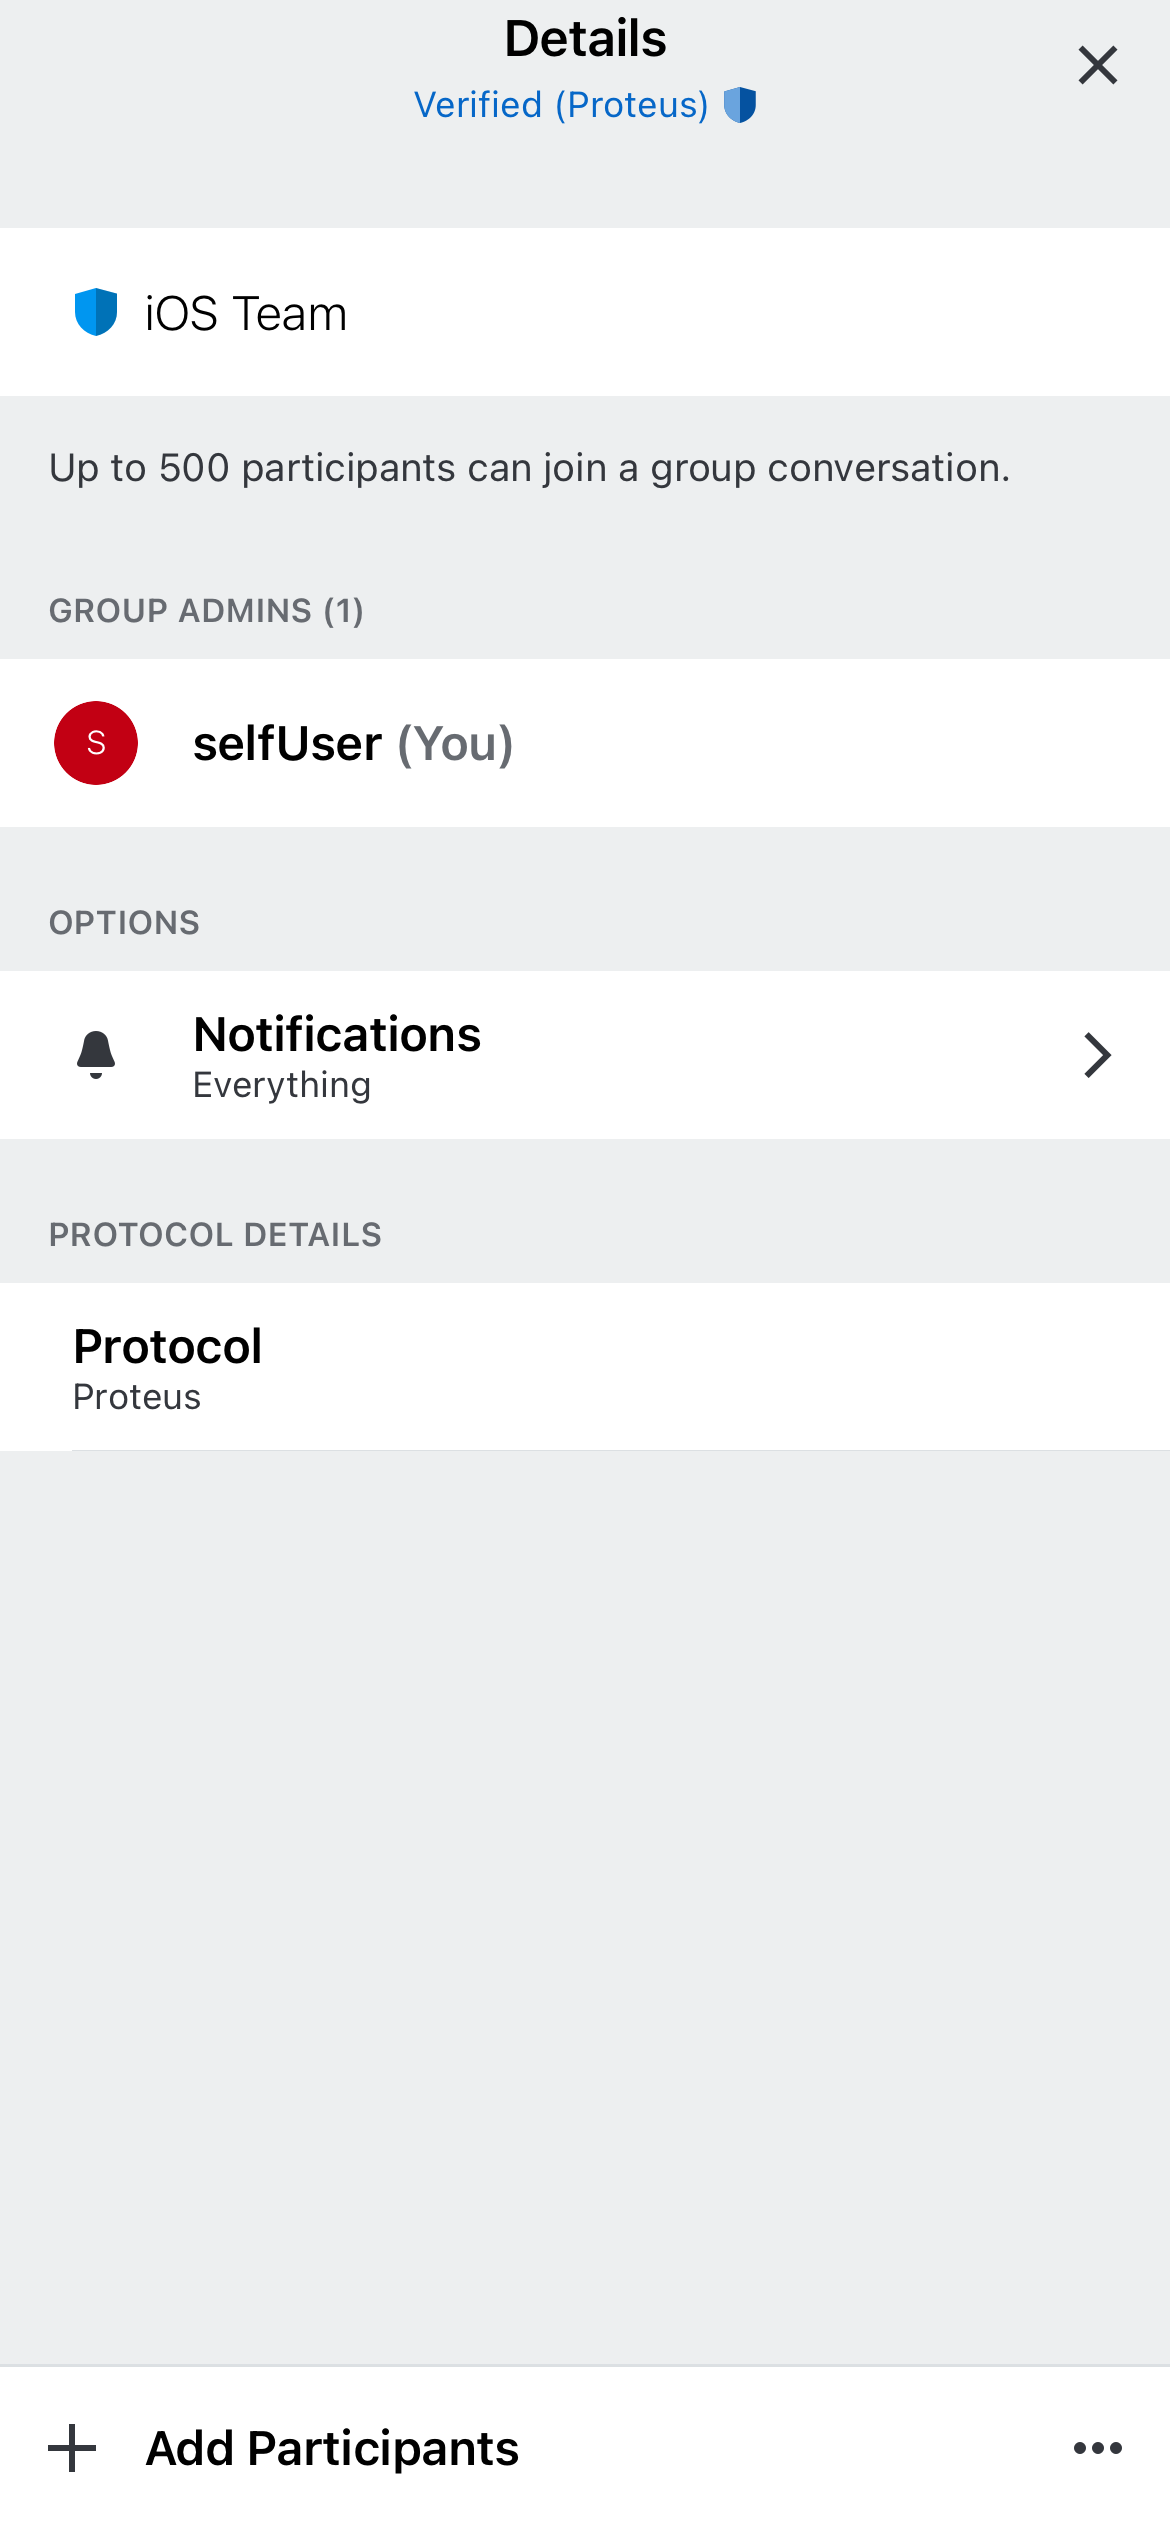 Details
Verified (Proteus)
iOS Team
Up to 500 participants can join a group conversation.
GROUP ADMINS (1)
S
selfUser (You)
OPTIONS
Notifications
Everything
PROTOCOL DETAILS
Protocol
Proteus
Add Participants